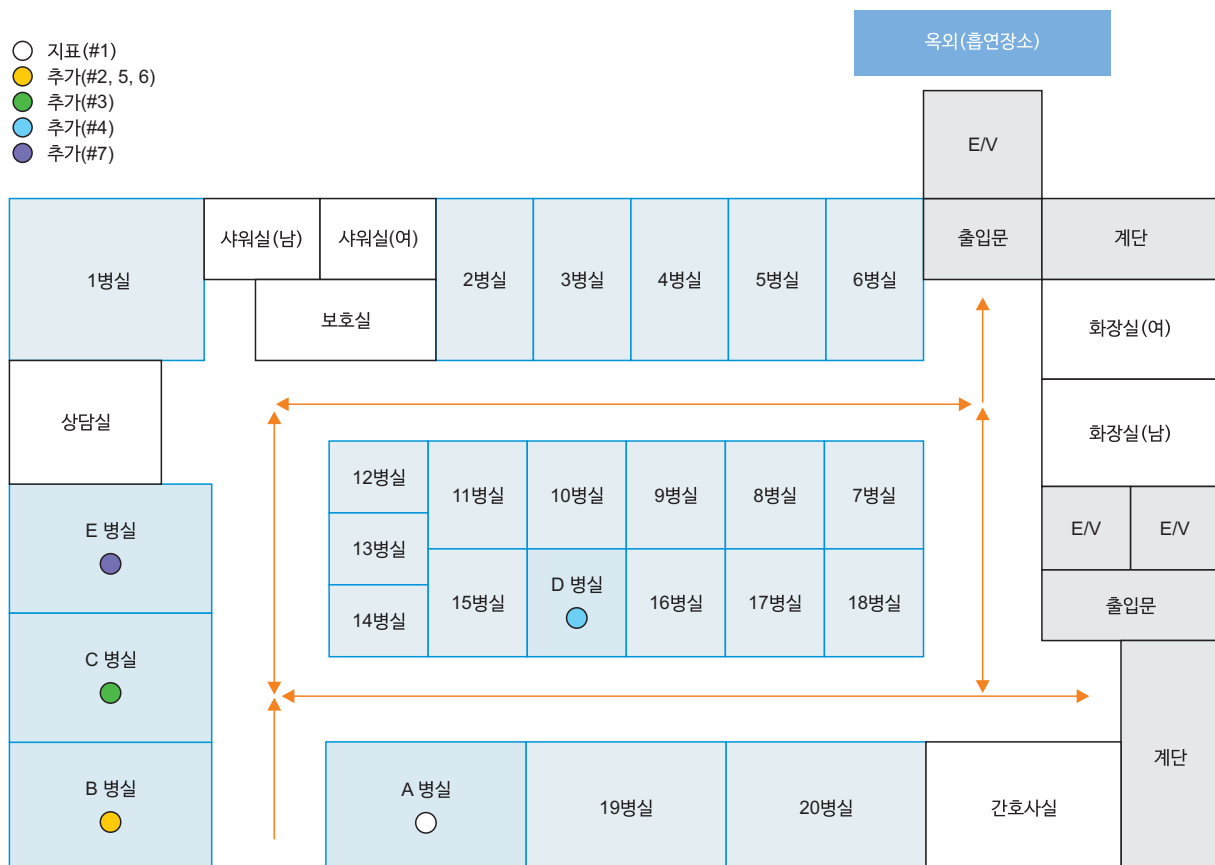 옥외(흡연장소)
지표(#1)
추가(#2, 5, 6)
추가(#3)
추가(#4)
추가(#7)
E/V
1병실
샤워실(남)
샤워실(여)
보호실
2병실
3병실
4병실
5병실
6병실
출입문
계단
화장실(여)
상담실
화장실(남)
12병실
11병실
10병실
9병실
8병실
7병실
13병실
14병실
15병실
D 병실
16병실
17병실
18병실
E/V
E/V
출입문
E 병실
C 병실
B 병실
A 병실
19병실
20병실
간호사실
계단